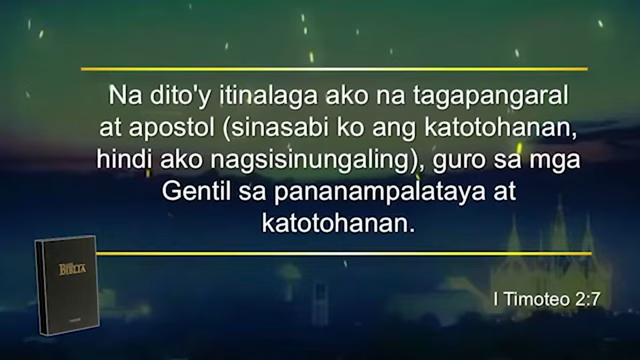 Na dito'y itinalaga ako na tagapangaral
at apostol (sinasabi ko ang katotohanan,
hindi ako nagsisinungaling), guro sa mga
Gentil sa pananampalataya at
katotohanan.
BIBLIA
I Timoteo 2:7